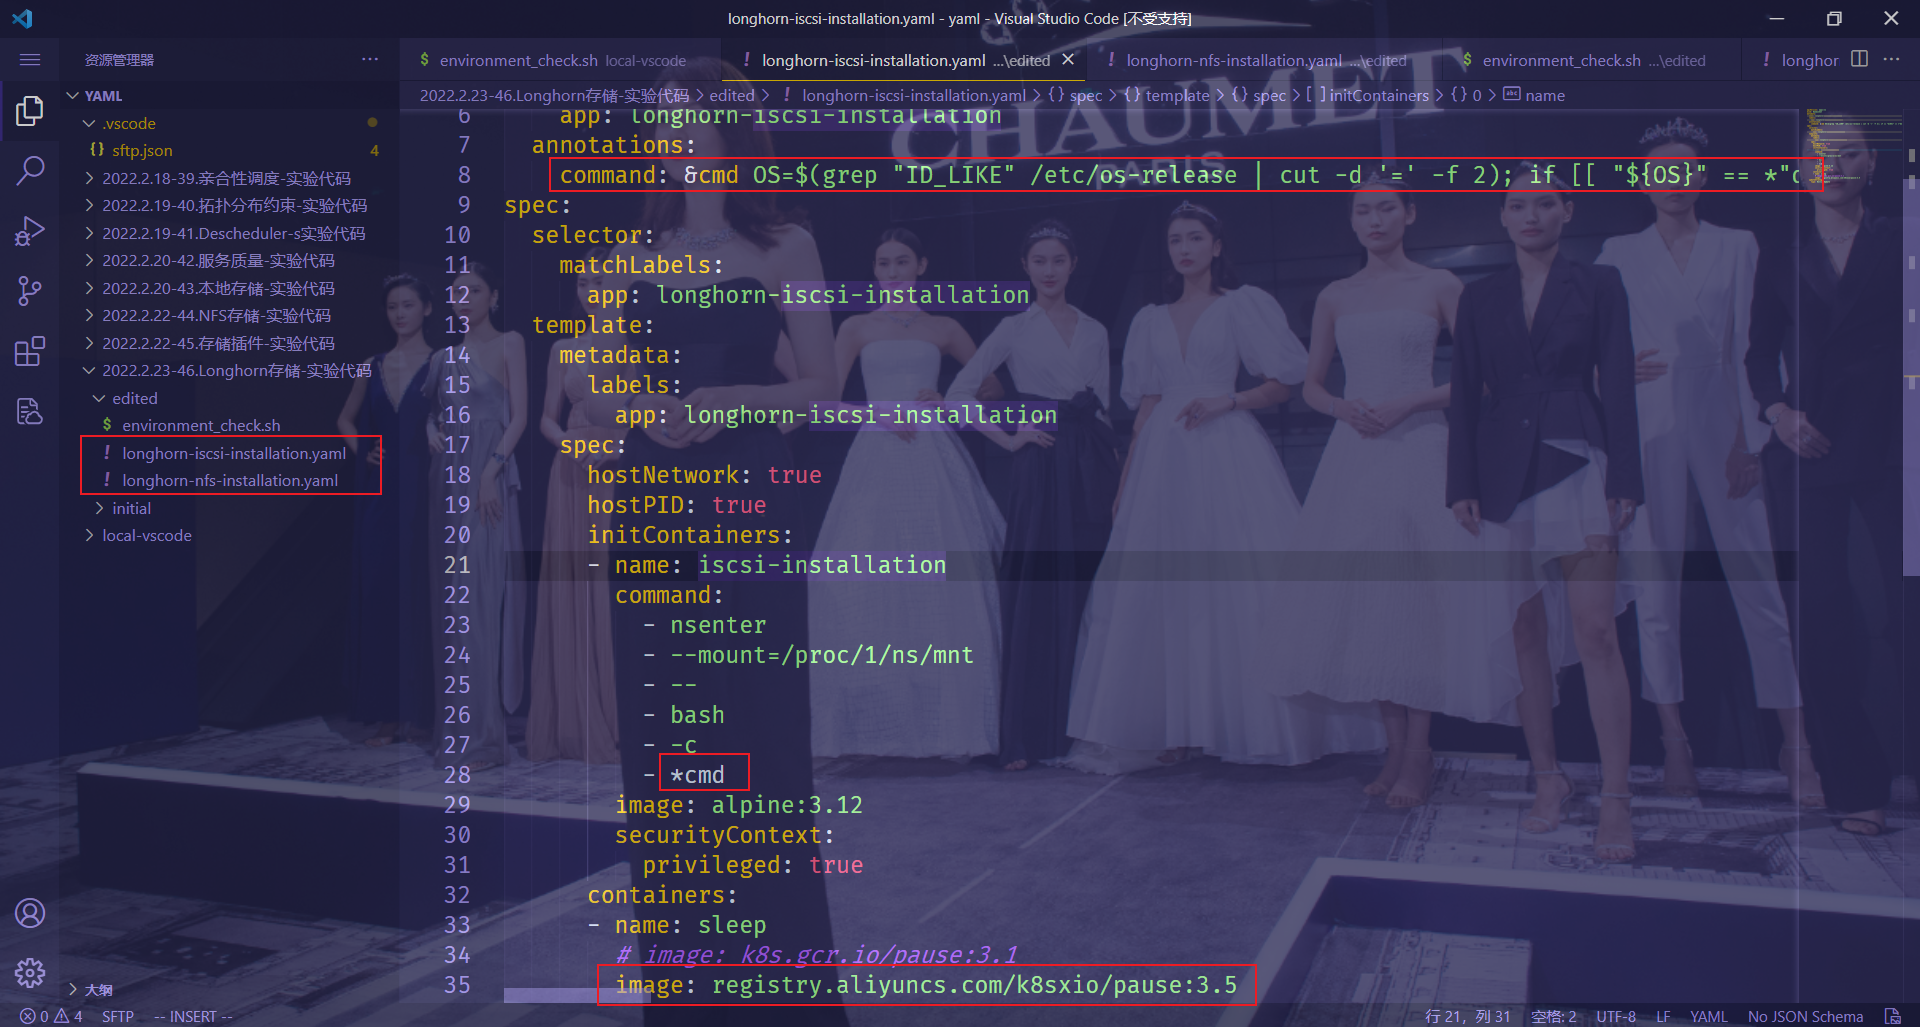 longhorn-iscsi-installation.yaml - yaml - Visual Studio Code [不受支持]
资源管理器
$ environment_check.sh local-vscode
! longhorn-iscsi-installation.yaml ...\edited
! longhorn-nfs-installation.yaml ...\edited
$ environment_check.sh ...\edited
! longhor
YAML
.vscode
{} sftp.json 4
2022.2.18-39.亲合性调度-实验代码
2022.2.19-40.拓扑分布约束-实验代码
2022.2.19-41.Descheduler-s实验代码
2022.2.20-42.服务质量-实验代码
2022.2.20-43.本地存储-实验代码
2022.2.22-44.NFS存储-实验代码
2022.2.22-45.存储插件-实验代码
2022.2.23-46.Longhorn存储-实验代码
edited
$ environment_check.sh
! longhorn-iscsi-installation.yaml
! longhorn-nfs-installation.yaml
initial
local-vscode
大纲
2022.2.23-46.Longhorn存储-实验代码 > edited > ! longhorn-iscsi-installation.yaml > {} spec > {} template > {} spec > [ ] initContainers > {} 0 > abc name
CHAUMET
PARIS
6 app: longhorn-iscsi-installation
7 annotations:
8 command: &cmd OS=$(grep "ID_LIKE" /etc/os-release | cut -d '=' -f 2); if [[ "${OS}" == *"d
9 spec:
10 selector:
11 matchLabels:
12 app: longhorn-iscsi-installation
13 template:
14 metadata:
15 labels:
16 app: longhorn-iscsi-installation
17 spec:
18 hostNetwork: true
19 hostPID: true
20 initContainers:
21 - name: iscsi-installation
22 command:
23 - nsenter
24 - --mount=/proc/1/ns/mnt
25 - --
26 - bash
27 - -c
28 - *cmd
29 image: alpine:3.12
30 securityContext:
31 privileged: true
32 containers:
33 - name: sleep
34 # image: k8s.gcr.io/pause:3.1
35 image: registry.aliyuncs.com/k8sxio/pause:3.5
0 4 SFTP -- INSERT --
行 21，列 31 空格: 2 UTF-8 LF YAML No JSON Schema